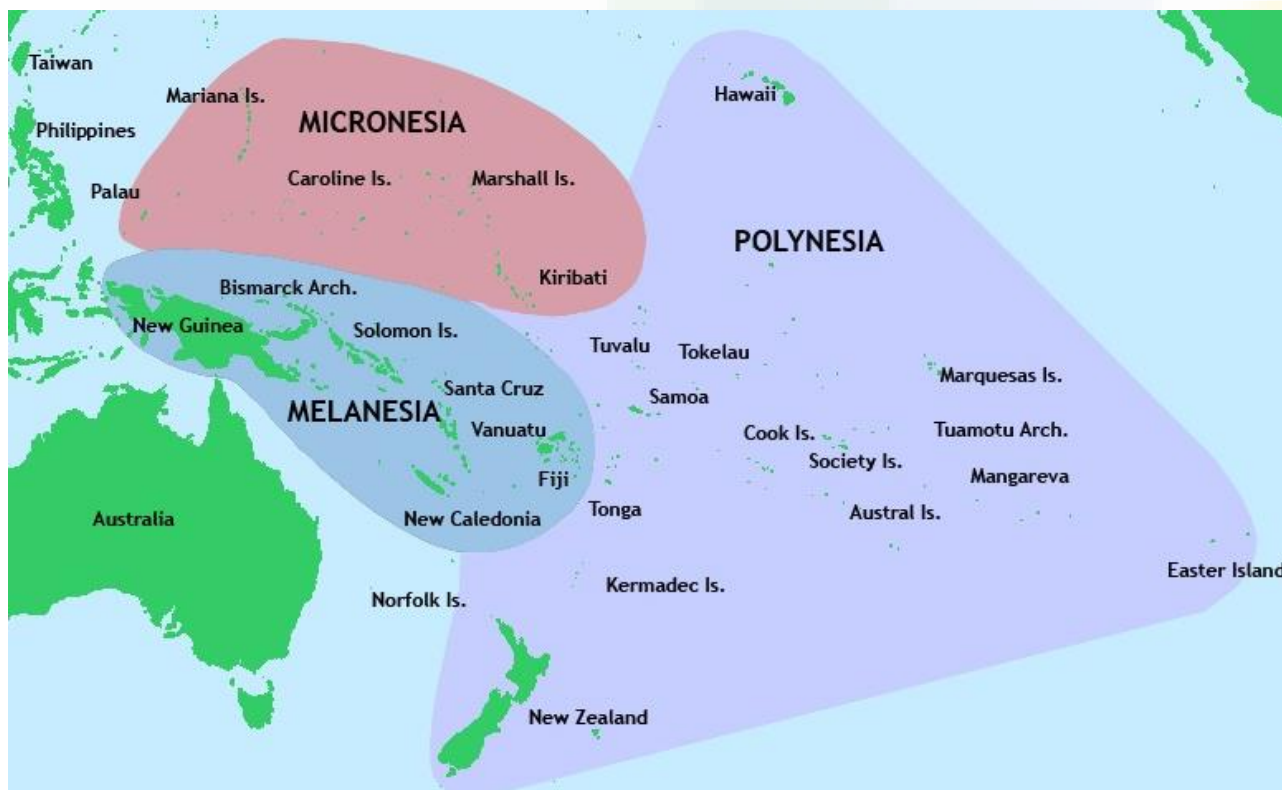 Taiwan
Hawaii
Mariana Is.
MICRONESIA
Philippines
Caroline Is.
Marshall Is.
Palau
POLYNESIA
Kiribati
Bismarck Arch.
New Guinea
Solomon Is.
Tuvalu
Tokelau
Marquesas Is.
Santa Cruz
Samoa
MELANESIA
Vanuatu
Cook Is.
Tuamotu Arch.
Society Is.
Fiji
Mangareva
Tonga
Austral Is.
Australia
New Caledonia
Easter Island
Kermadec Is.
Norfolk Is.
New Zealand